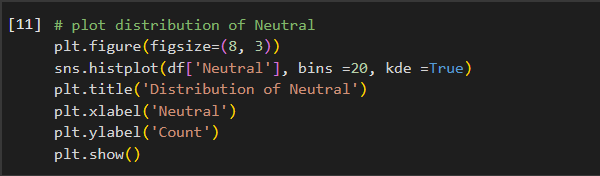 [11] # plot distribution of Neutral
plt.figure(figsize=(8, 3))
sns.histplot(df['Neutral'], bins =20, kde =True)
plt.title('Distribution of Neutral')
plt.xlabel('Neutral')
plt.ylabel('Count')
plt.show()